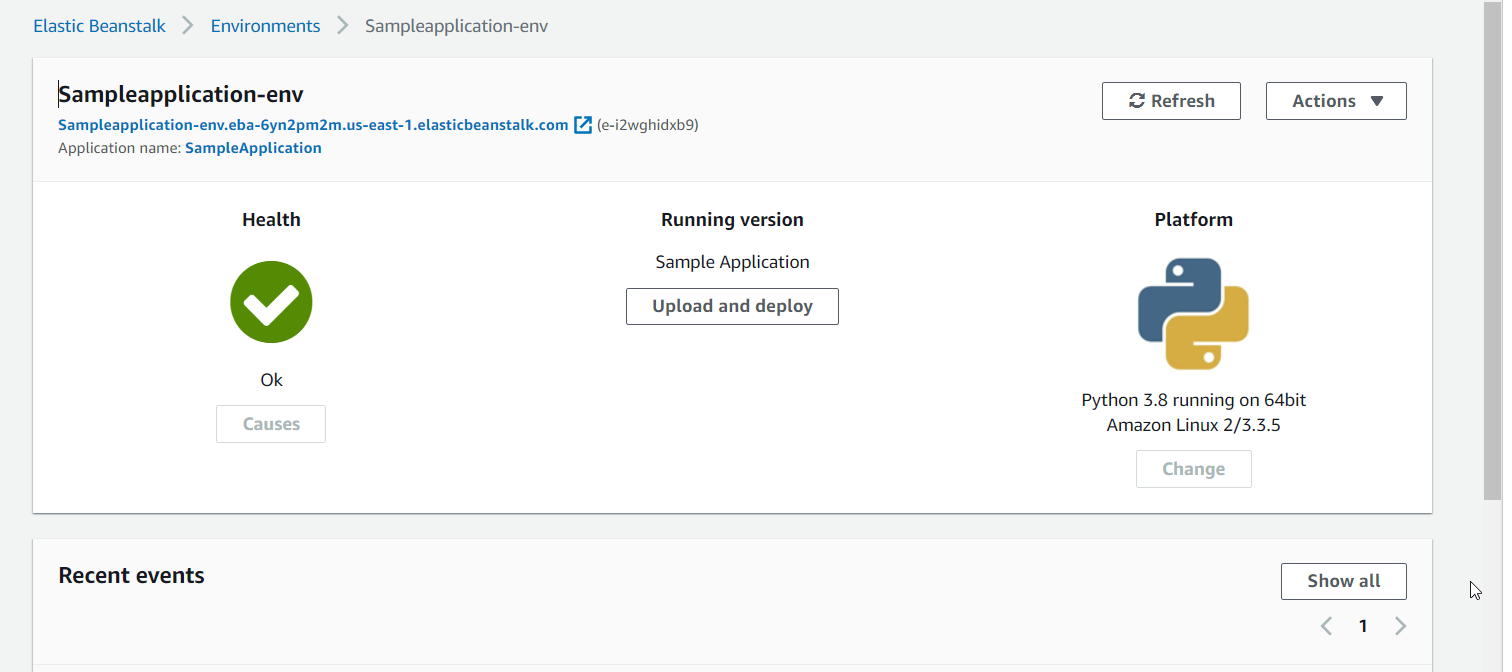 Elastic Beanstalk > Environments > Sampleapplication-env
Sampleapplication-env
Refresh
Actions ▼
Sampleapplication-env.eba-6yn2pm2m.us-east-1.elasticbeanstalk.com (e-i2wghidxb9)
Application name: SampleApplication
Health
Ok
Causes
Running version
Sample Application
Upload and deploy
Platform
Python 3.8 running on 64bit
Amazon Linux 2/3.3.5
Change
Recent events
Show all
< 1 >